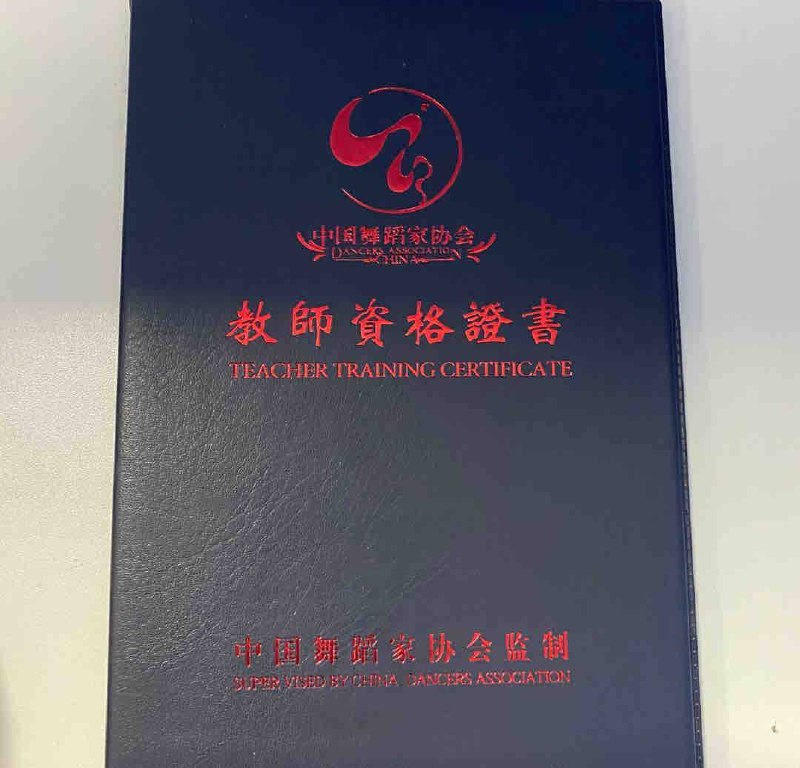 中国舞蹈家协会
DANCERS ASSOCIATION
CHINA
教師資格證書
TEACHER TRAINING CERTIFICATE
中国舞蹈家协会监制
SUPER VISED BY CHINA DANCERS ASSOCIATION